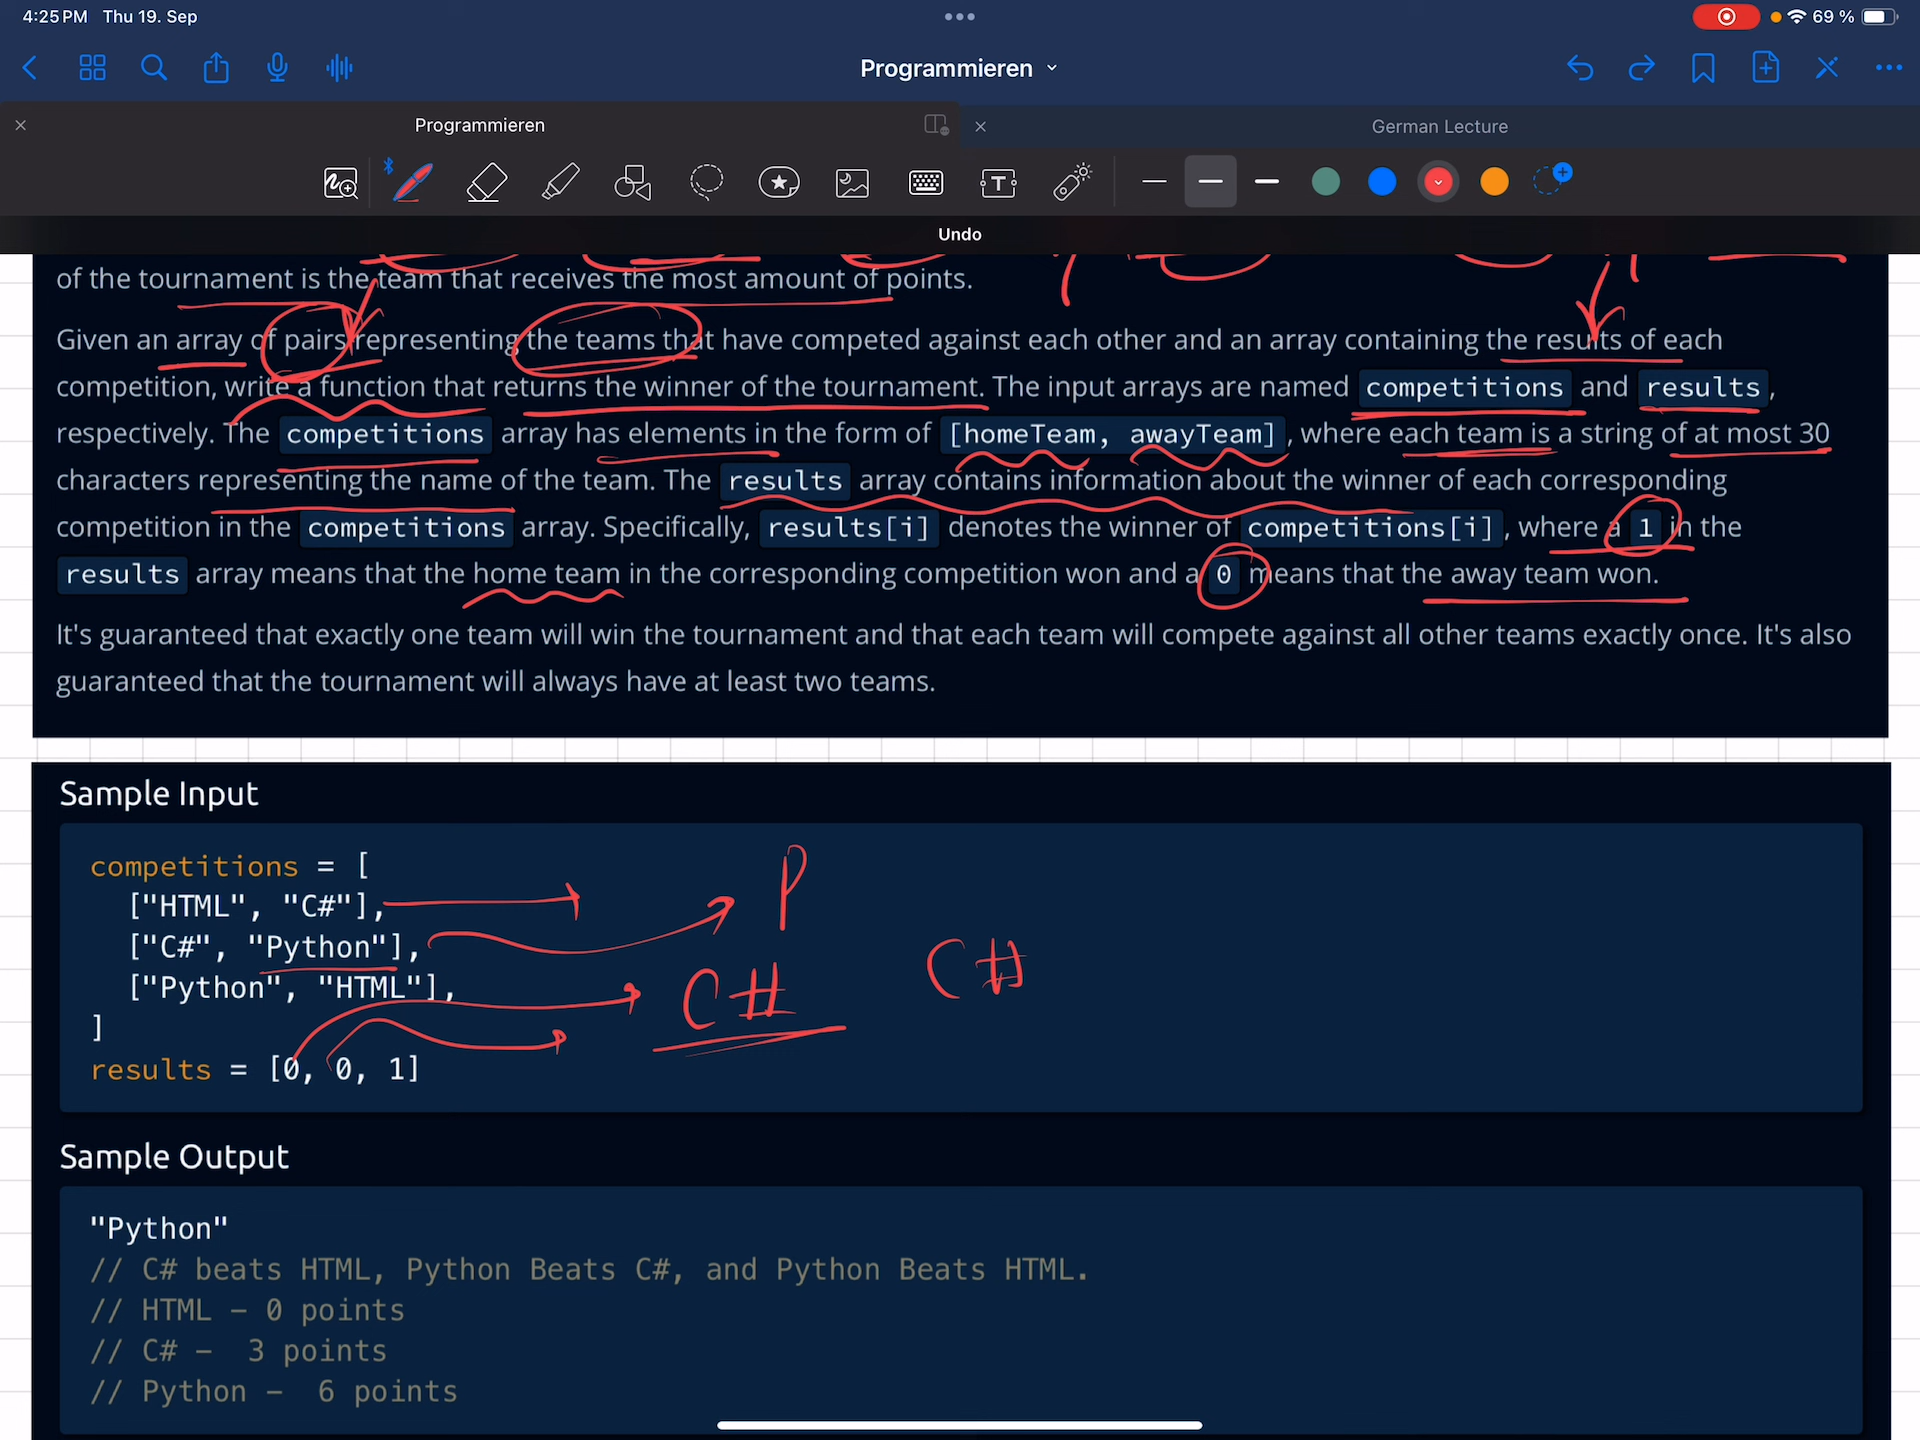 4:25 PM Thu 19. Sep
69 %
Programmieren
Programmieren
German Lecture
T
Undo
of the tournament is the team that receives the most amount of points.
Given an array of pairs representing the teams that have competed against each other and an array containing the results of each
competition, write a function that returns the winner of the tournament. The input arrays are named competitions and results,
respectively. The competitions array has elements in the form of [homeTeam, awayTeam], where each team is a string of at most 30
characters representing the name of the team. The results array contains information about the winner of each corresponding
competition in the competitions array. Specifically, results[i] denotes the winner of competitions[i], where a 1 in the
results array means that the home team in the corresponding competition won and a 0 means that the away team won.
It's guaranteed that exactly one team will win the tournament and that each team will compete against all other teams exactly once. It's also
guaranteed that the tournament will always have at least two teams.
Sample Input
competitions = [
["HTML", "C#"],
["C#", "Python"],
["Python", "HTML"],
]
results = [0, 0, 1]
P
C#
C#
Sample Output
"Python"
// C# beats HTML, Python Beats C#, and Python Beats HTML.
// HTML - 0 points
// C# - 3 points
// Python - 6 points